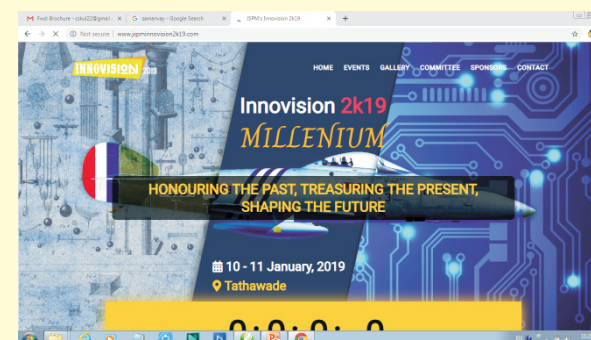 Fwd: Brochure - cskul22@gmail.
samanvay - Google Search
JSPM's Innovision 2k19
Not secure | www.jspminnovision2k19.com
INNOVISION 2019
HOME EVENTS GALLERY COMMITTEE SPONSORS CONTACT
Innovision 2k19
MILLENIUM
HONOURING THE PAST, TREASURING THE PRESENT,
SHAPING THE FUTURE
10 - 11 January, 2019
Tathawade